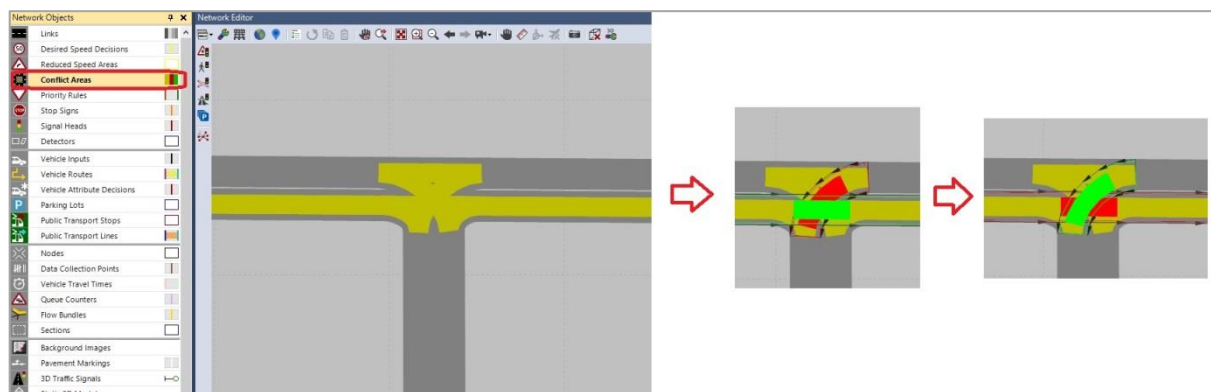 Network Objects
Links
Desired Speed Decisions
Reduced Speed Areas
Conflict Areas
Priority Rules
Stop Signs
Signal Heads
Detectors
Vehicle Inputs
Vehicle Routes
Vehicle Attribute Decisions
Parking Lots
Public Transport Stops
Public Transport Lines
Nodes
Data Collection Points
Vehicle Travel Times
Queue Counters
Flow Bundles
Sections
Background Images
Pavement Markings
3D Traffic Signals
Network Editor